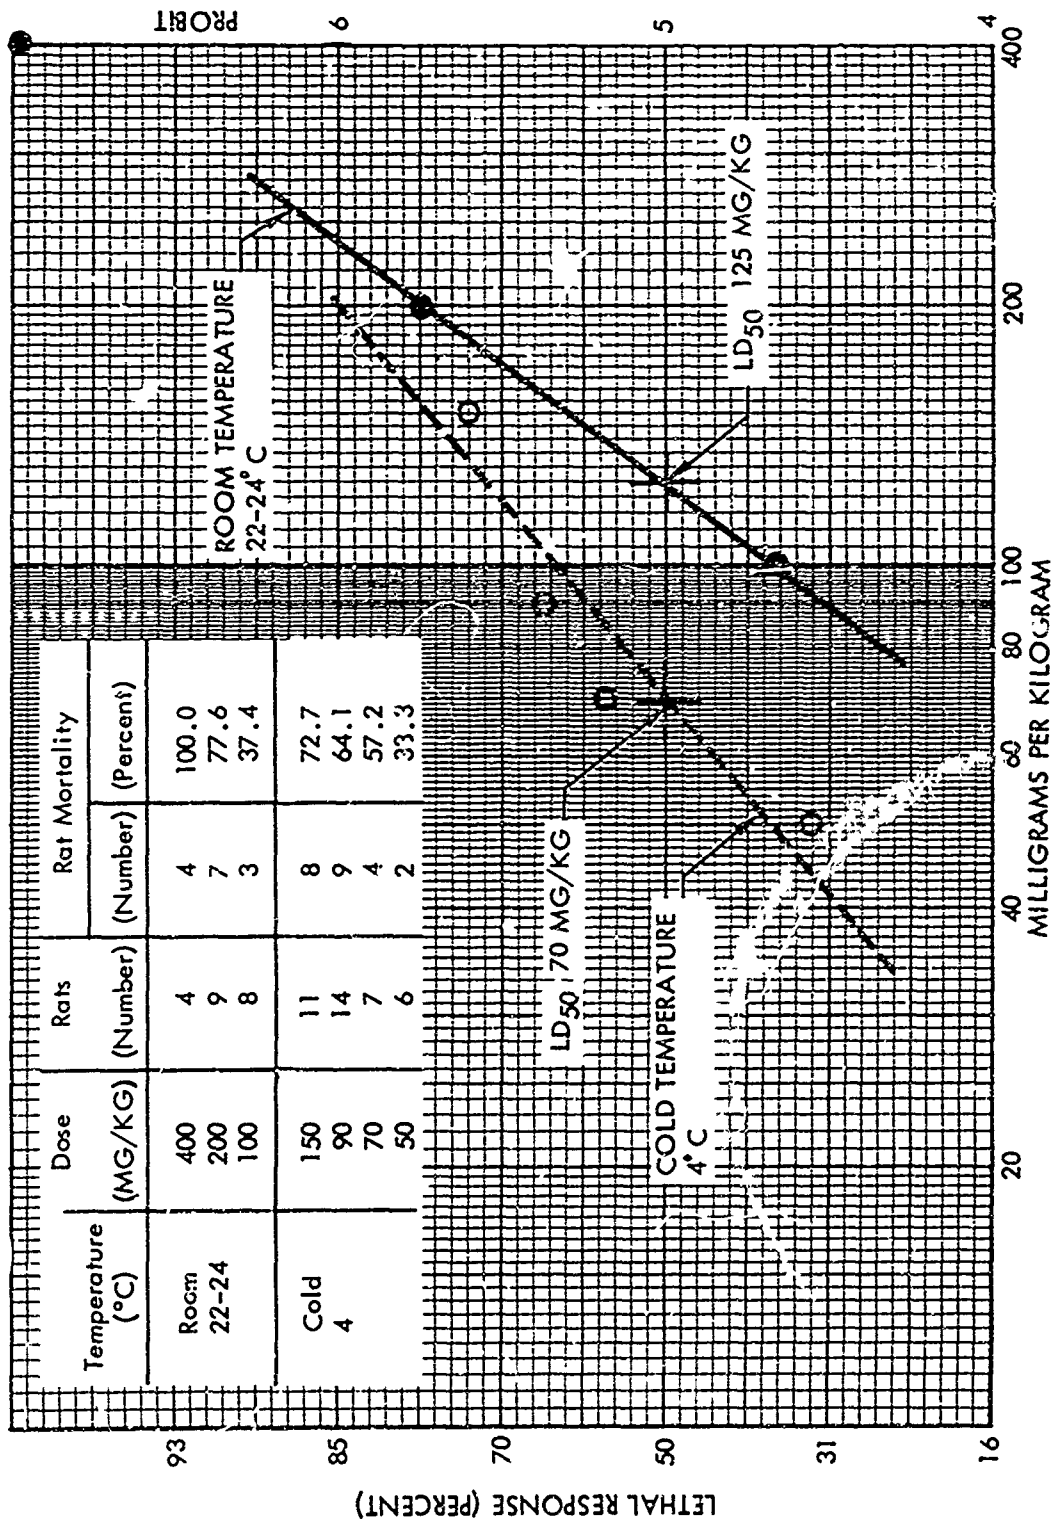 Temperature Dose Rats Rat Mortality
(°C) (MG/KG) (Number) (Number) (Percent)
Room 400 4 4 100.0
22-24 200 9 7 77.6
100 8 3 37.4
Cold 150 11 8 72.7
4 90 14 9 64.1
70 7 4 57.2
50 6 2 33.3
ROOM TEMPERATURE
22-24°C
LD50 125 MG/KG
LD50 70 MG/KG
COLD TEMPERATURE
4°C
LETHAL RESPONSE (PERCENT)
93
85
70
50
31
16
PROBIT
6
5
4
20 40 60 80 100 200 400
MILLIGRAMS PER KILOGRAM